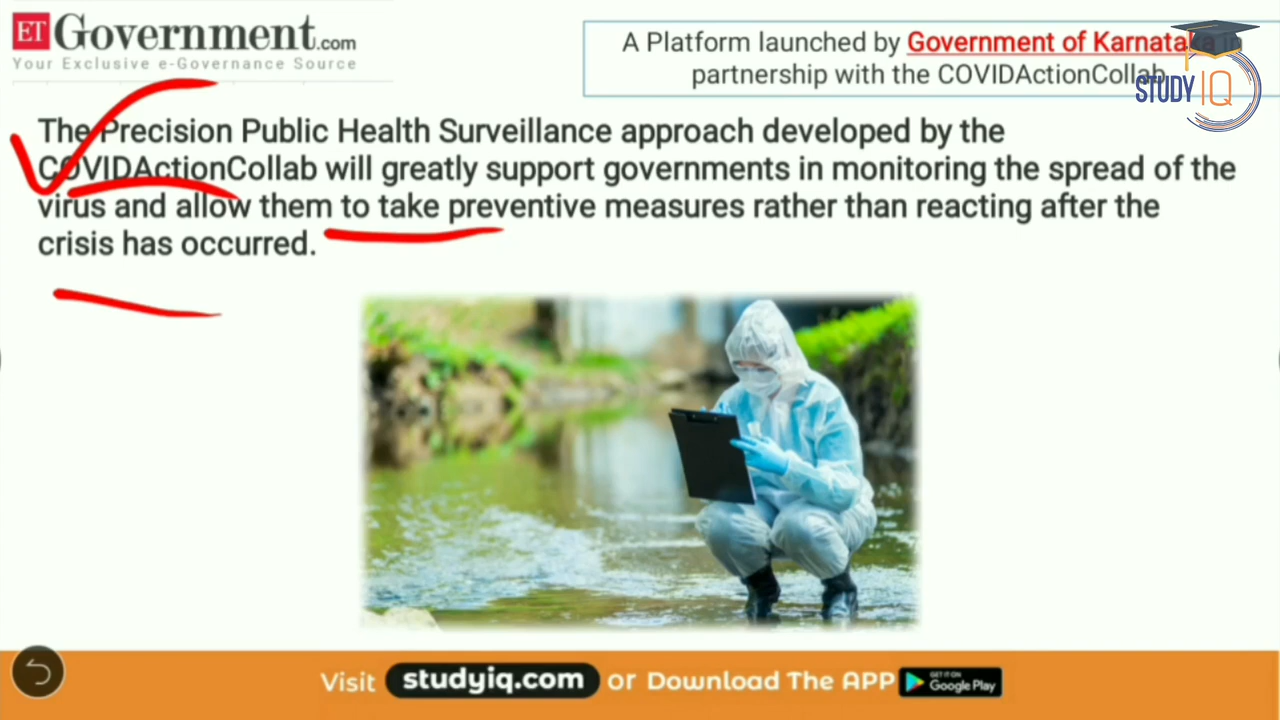 ET Government.com
Your Exclusive e-Governance Source
A Platform launched by Government of Karnataka in
partnership with the COVIDActionCollab
STUDY IQ
The Precision Public Health Surveillance approach developed by the
COVIDActionCollab will greatly support governments in monitoring the spread of the
virus and allow them to take preventive measures rather than reacting after the
crisis has occurred.
Visit studyiq.com or Download The APP GET IT ON Google Play